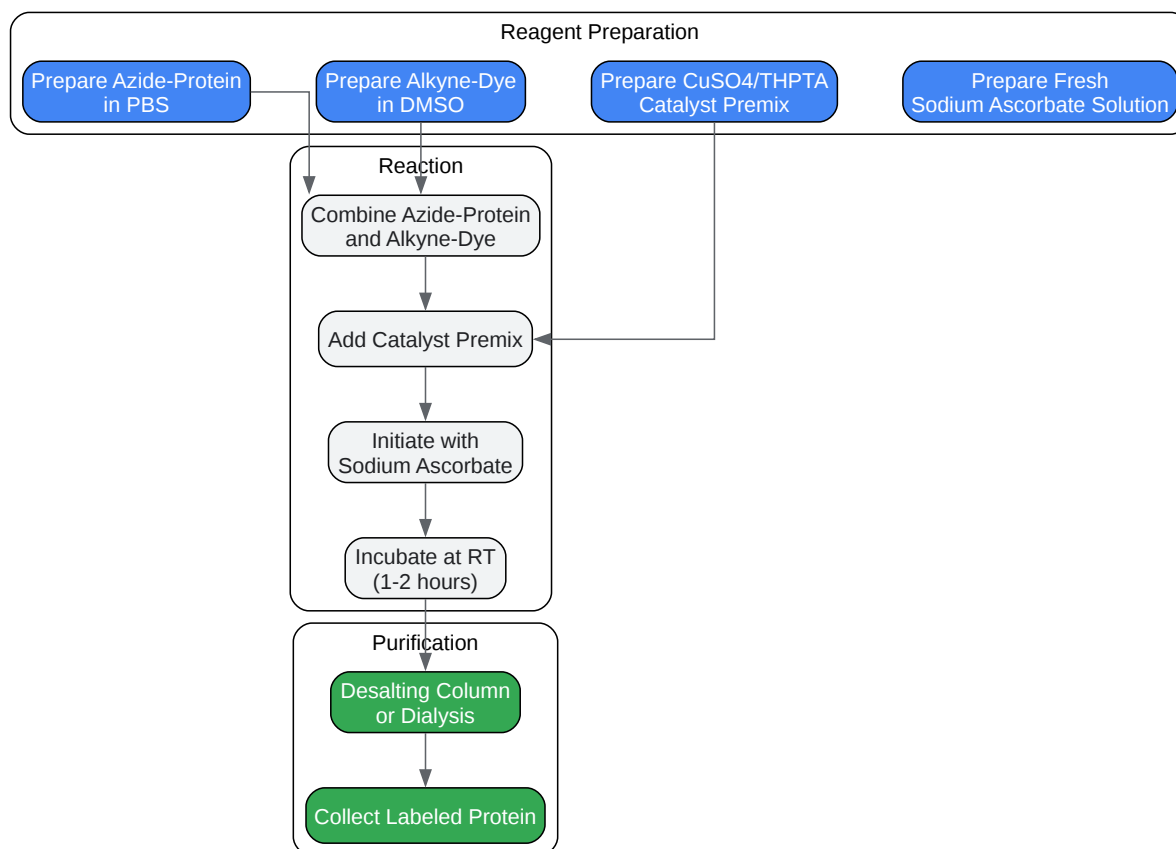 Reagent Preparation
Prepare Azide-Protein
in PBS
Prepare Alkyne-Dye
in DMSO
Prepare CuSO4/THPTA
Catalyst Premix
Prepare Fresh
Sodium Ascorbate Solution
Reaction
Combine Azide-Protein
and Alkyne-Dye
Add Catalyst Premix
Initiate with
Sodium Ascorbate
Incubate at RT
(1-2 hours)
Purification
Desalting Column
or Dialysis
Collect Labeled Protein